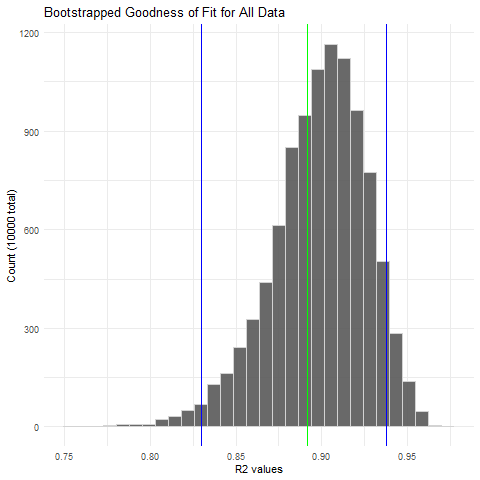 Bootstrapped Goodness of Fit for All Data
1200
900
600
300
0
Count (10000 total)
0.75 0.80 0.85 0.90 0.95
R2 values